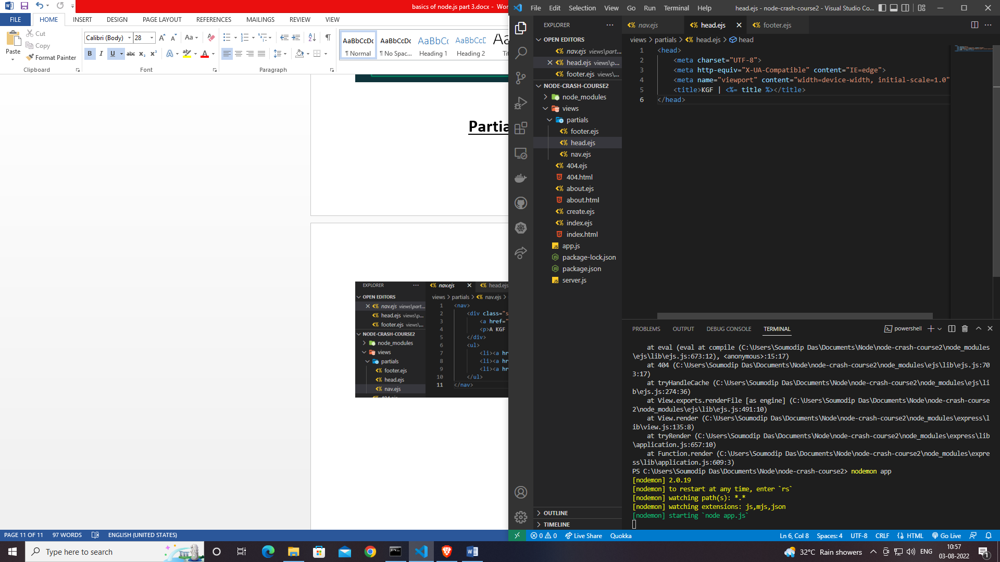 basics of node.js part 3.docx - Wor
FILE HOME INSERT DESIGN PAGE LAYOUT REFERENCES MAILINGS REVIEW VIEW
Paste
Cut
Copy
Format Painter
Clipboard
Calibri (Body) 28
Aa
B I U abc X₂ X²
Font
Paragraph
AaBbCcDc AaBbCcDc AaBbCc AaBbCcD
¶ Normal ¶ No Spac... Heading 1 Heading 2 Tit
Partia
EXPLORER ...
OPEN EDITORS
nav.ejs views\part...
head.ejs views\p...
footer.ejs views\...
NODE-CRASH-COURSE2
node_modules
views
partials
footer.ejs
head.ejs
nav.ejs
nav.ejs head.ejs
views > partials > nav.ejs >
1 <nav>
2 <div class="s
3 <a href="
4 <p>A KGF
5 </div>
6 <ul>
7 <li><a hr
8 <li><a hr
9 <li><a hr
10 </ul>
11 </nav>
PAGE 11 OF 11 97 WORDS ENGLISH (UNITED STATES)
File Edit Selection View Go Run Terminal Help head.ejs - node-crash-course2 - Visual Studio Co...
EXPLORER ...
OPEN EDITORS
nav.ejs views\part...
head.ejs views\p...
footer.ejs views\...
NODE-CRASH-COURSE2
node_modules
views
partials
footer.ejs
head.ejs
nav.ejs
404.ejs
404.html
about.ejs
about.html
create.ejs
index.ejs
index.html
app.js
package-lock.json
package.json
server.js
OUTLINE
TIMELINE
nav.ejs head.ejs footer.ejs
views > partials > head.ejs > head
1 <head>
2 <meta charset="UTF-8">
3 <meta http-equiv="X-UA-Compatible" content="IE=edge">
4 <meta name="viewport" content="width=device-width, initial-scale=1.0"
5 <title>KGF | <%= title %></title>
6 </head>
PROBLEMS OUTPUT DEBUG CONSOLE TERMINAL powershell
at eval (eval at compile (C:\Users\Soumodip Das\Documents\Node\node-crash-course2\node_modules
\ejs\lib\ejs.js:673:12), <anonymous>:15:17)
at 404 (C:\Users\Soumodip Das\Documents\Node\node-crash-course2\node_modules\ejs\lib\ejs.js:70
3:17)
at tryHandleCache (C:\Users\Soumodip Das\Documents\Node\node-crash-course2\node_modules\ejs\li
b\ejs.js:274:36)
at View.exports.renderFile [as engine] (C:\Users\Soumodip Das\Documents\Node\node-crash-course
2\node_modules\ejs\lib\ejs.js:491:10)
at View.render (C:\Users\Soumodip Das\Documents\Node\node-crash-course2\node_modules\express\l
ib\view.js:135:8)
at tryRender (C:\Users\Soumodip Das\Documents\Node\node-crash-course2\node_modules\express\lib
\application.js:657:10)
at Function.render (C:\Users\Soumodip Das\Documents\Node\node-crash-course2\node_modules\expre
ss\lib\application.js:609:3)
PS C:\Users\Soumodip Das\Documents\Node\node-crash-course2> nodemon app
[nodemon] 2.0.19
[nodemon] to restart at any time, enter `rs`
[nodemon] watching path(s): *.*
[nodemon] watching extensions: js,mjs,json
[nodemon] starting `node app.js`
0 0 Live Share Quokka Ln 6, Col 8 Spaces: 4 UTF-8 CRLF HTML Go Live
Type here to search
32°C Rain showers ENG 10:57
03-08-2022
1